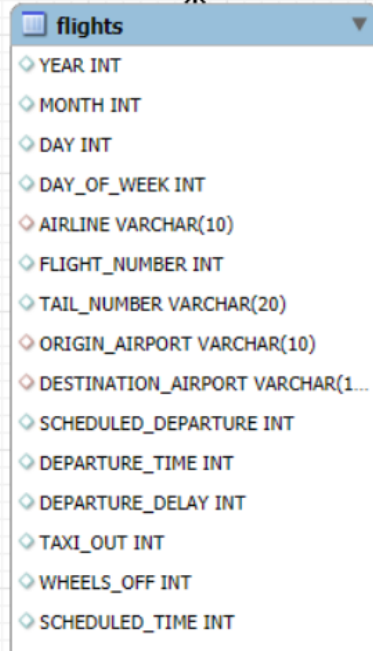 flights
YEAR INT
MONTH INT
DAY INT
DAY_OF_WEEK INT
AIRLINE VARCHAR(10)
FLIGHT_NUMBER INT
TAIL_NUMBER VARCHAR(20)
ORIGIN_AIRPORT VARCHAR(10)
DESTINATION_AIRPORT VARCHAR(1...
SCHEDULED_DEPARTURE INT
DEPARTURE_TIME INT
DEPARTURE_DELAY INT
TAXI_OUT INT
WHEELS_OFF INT
SCHEDULED_TIME INT